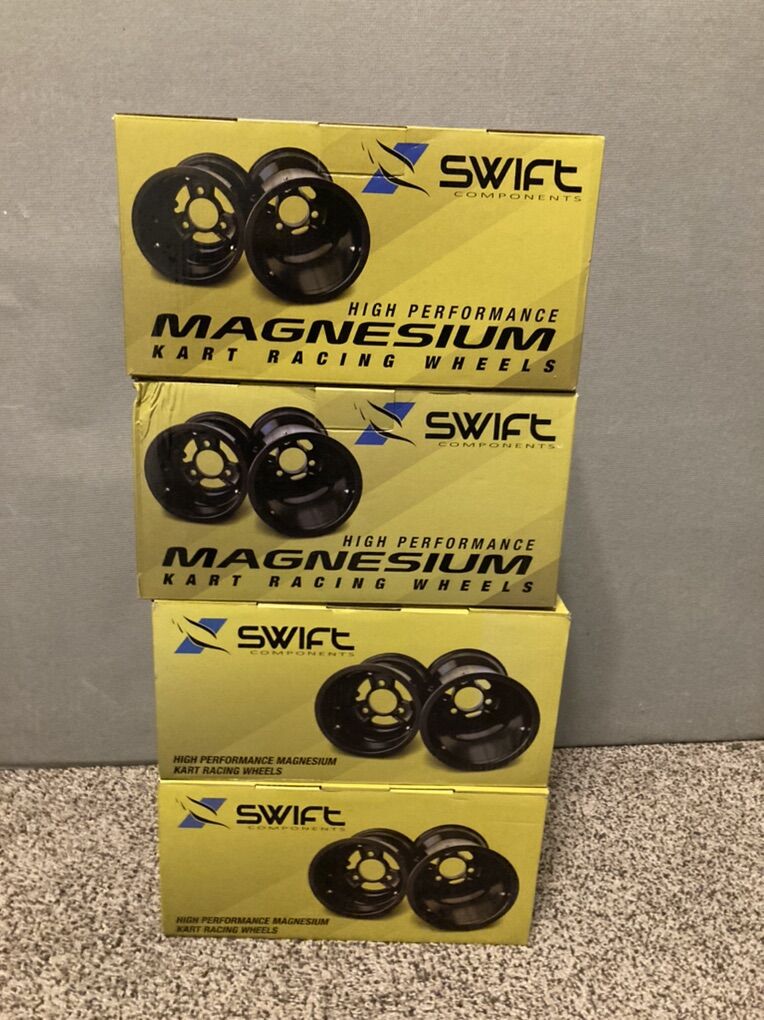 SWIFT
COMPONENTS
HIGH PERFORMANCE
MAGNESIUM
KART RACING WHEELS
SWIFT
COMPONENTS
HIGH PERFORMANCE
MAGNESIUM
KART RACING WHEELS
SWIFT
COMPONENTS
HIGH PERFORMANCE MAGNESIUM
KART RACING WHEELS
SWIFT
COMPONENTS
HIGH PERFORMANCE MAGNESIUM
KART RACING WHEELS